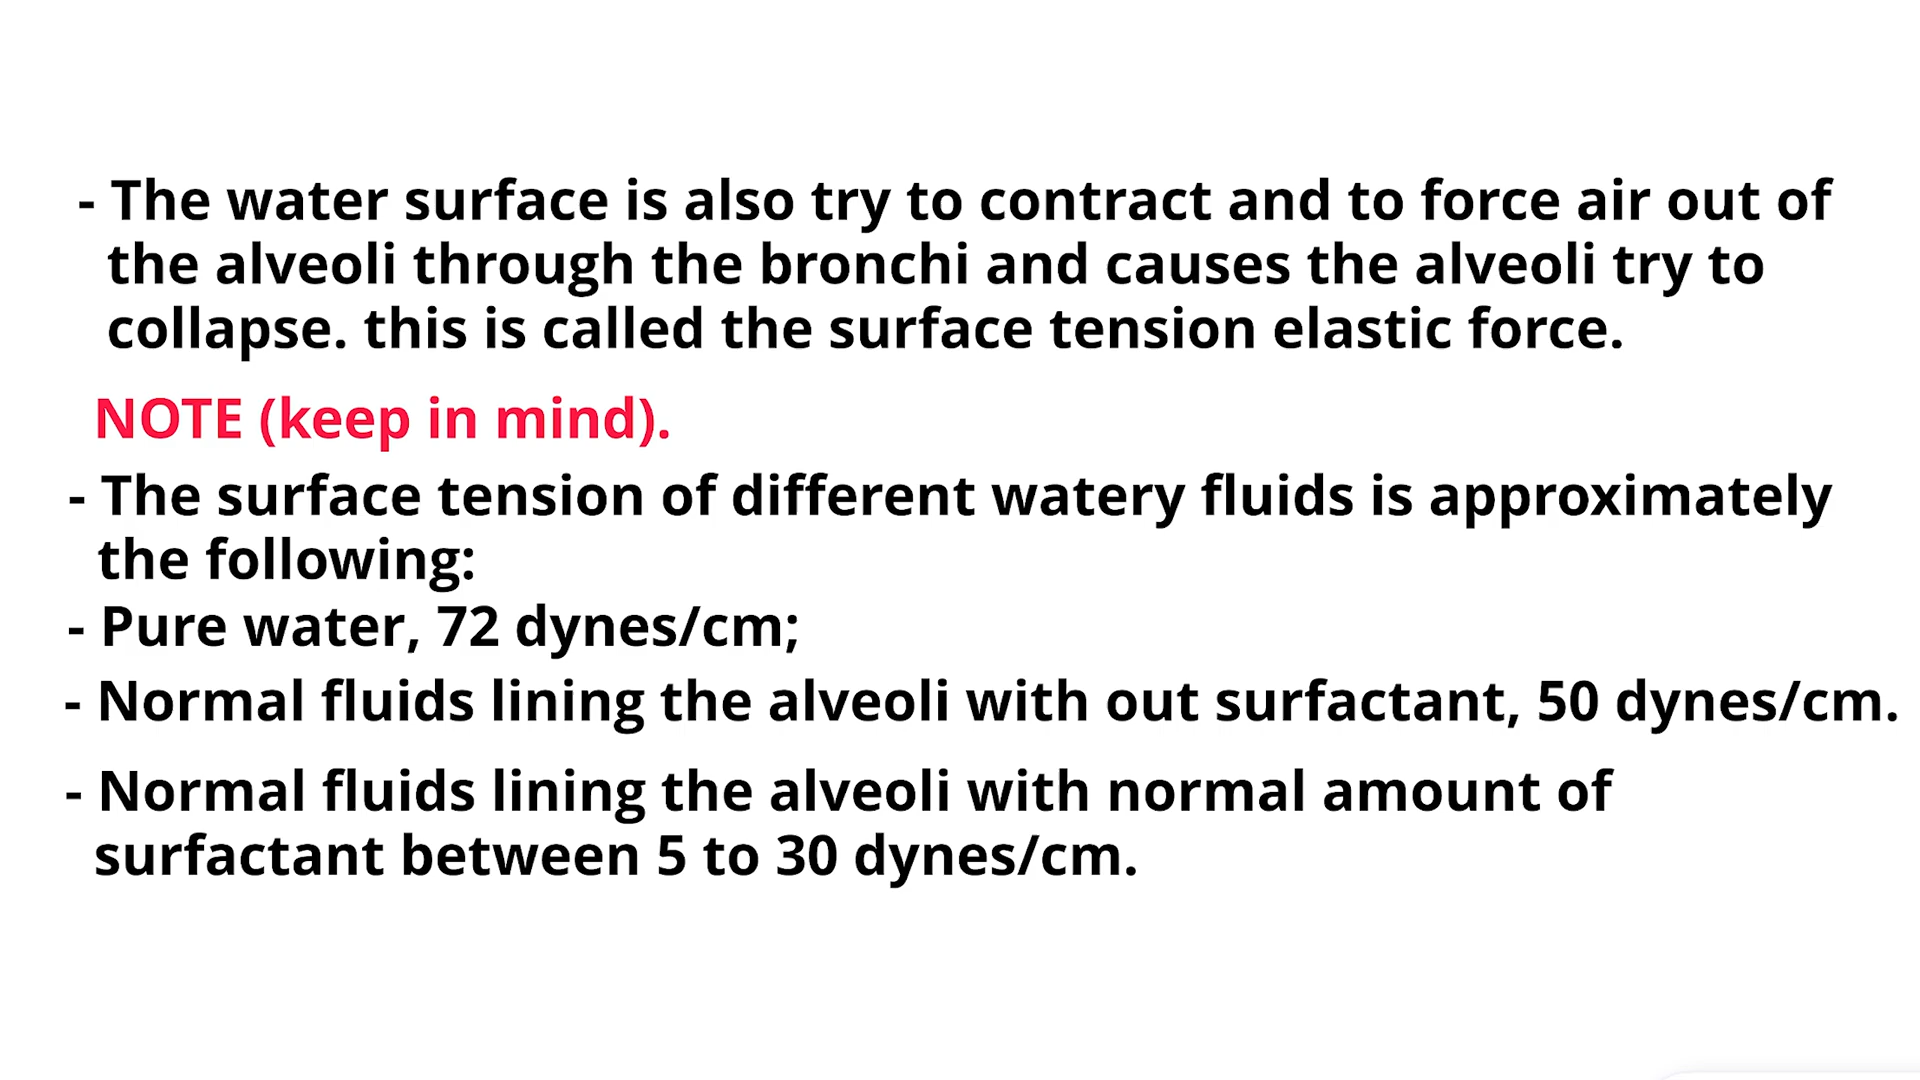 - The water surface is also try to contract and to force air out of
the alveoli through the bronchi and causes the alveoli try to
collapse. this is called the surface tension elastic force.
NOTE (keep in mind).
- The surface tension of different watery fluids is approximately
the following:
- Pure water, 72 dynes/cm;
- Normal fluids lining the alveoli with out surfactant, 50 dynes/cm.
- Normal fluids lining the alveoli with normal amount of
surfactant between 5 to 30 dynes/cm.